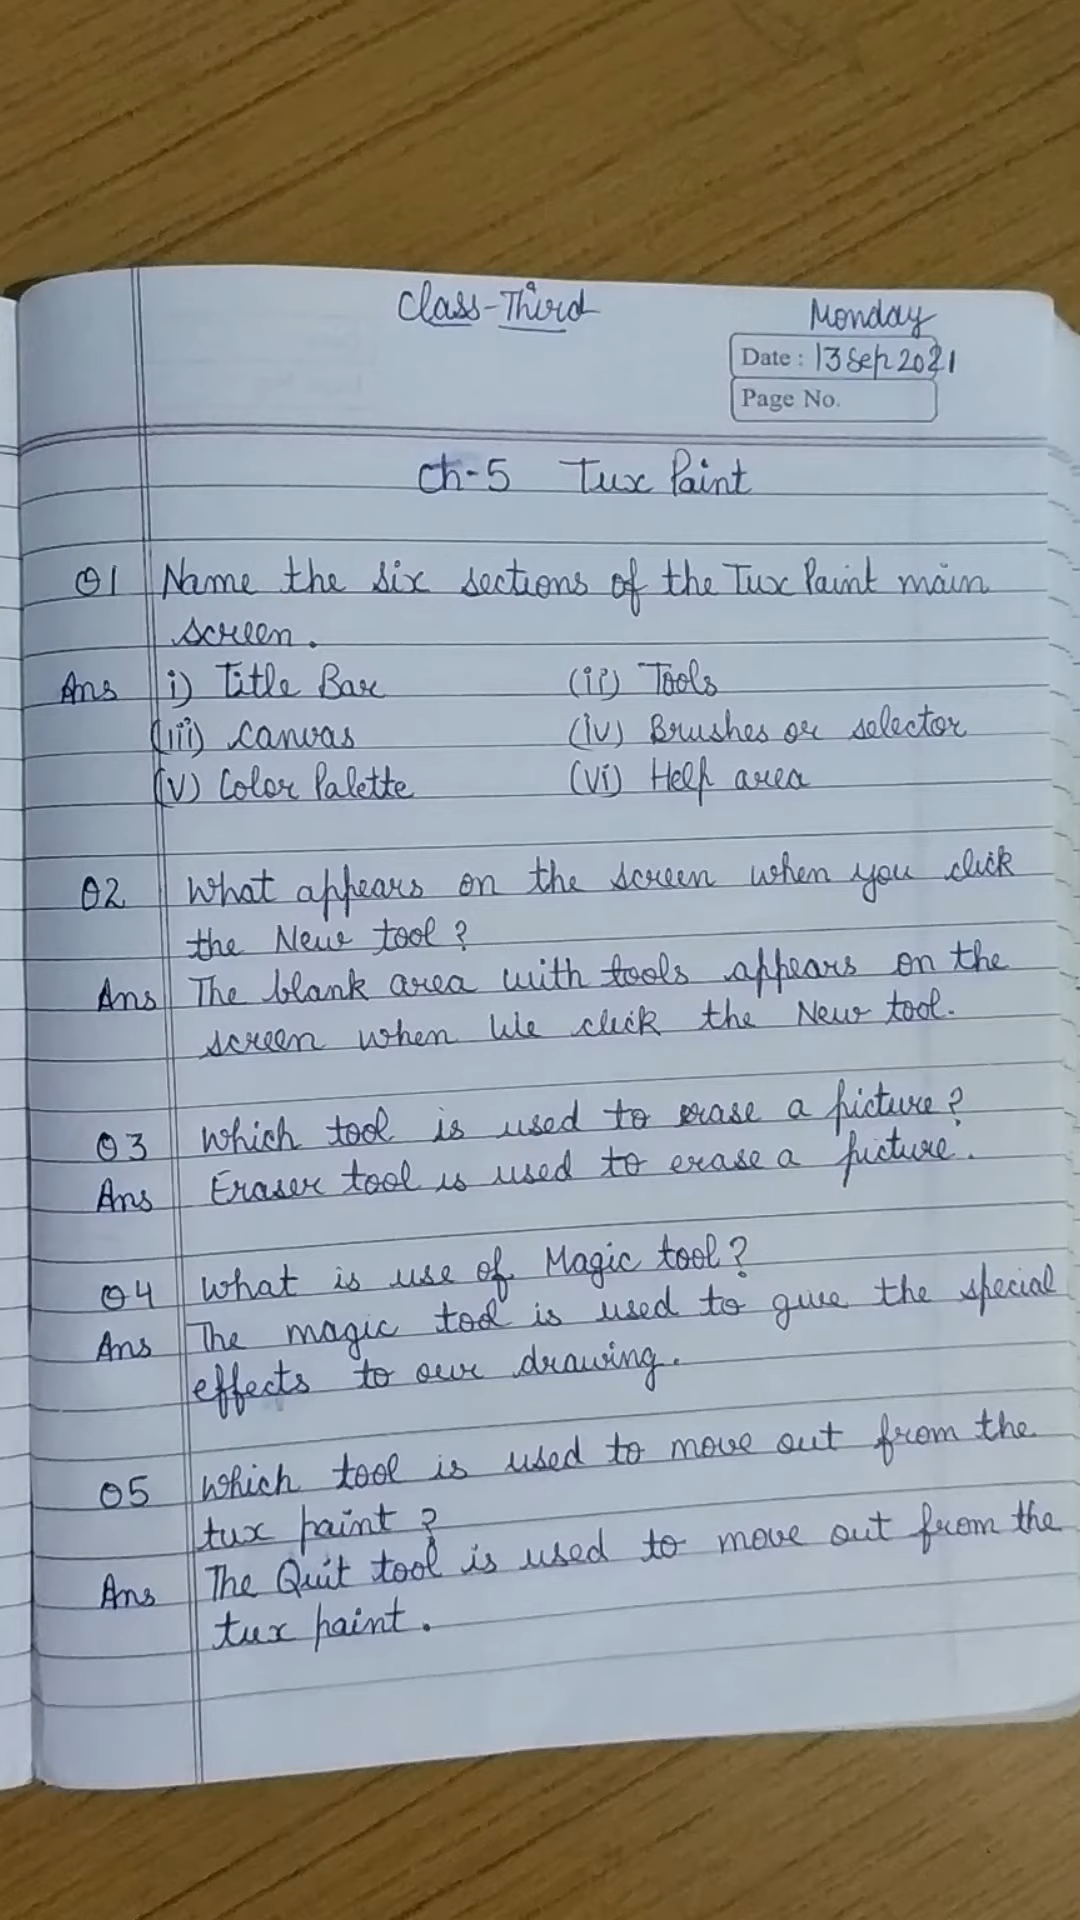 Class-Third
Monday
Date : 13 Sep 2021
Page No.
Ch-5 Tux Paint
Q1 Name the six sections of the Tux Paint main
screen.
Ans i) Title Bar (ii) Tools
(iii) Canvas (iv) Brushes or selector
(v) Color Palette (vi) Help area
Q2 What appears on the screen when you click
the New tool ?
Ans The blank area with tools appears on the
screen when We click the New tool.
Q3 Which tool is used to erase a picture?
Ans Eraser tool is used to erase a picture.
Q4 What is use of Magic tool?
Ans The magic tool is used to give the special
effects to our drawing.
Q5 Which tool is used to move out from the
tux paint ?
Ans The Quit tool is used to move out from the
tux paint.